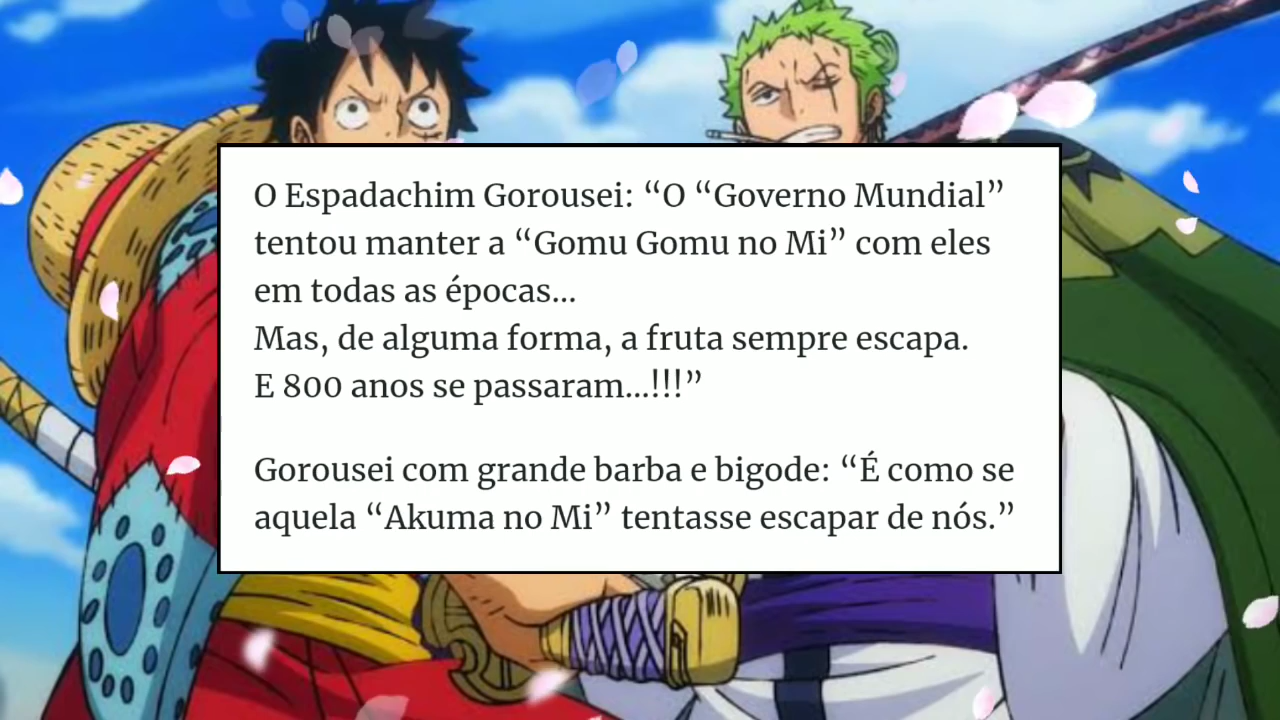 O Espadachim Gorousei: “O “Governo Mundial”
tentou manter a “Gomu Gomu no Mi” com eles
em todas as épocas...
Mas, de alguma forma, a fruta sempre escapa.
E 800 anos se passaram...!!!”
Gorousei com grande barba e bigode: “É como se
aquela “Akuma no Mi” tentasse escapar de nós.”